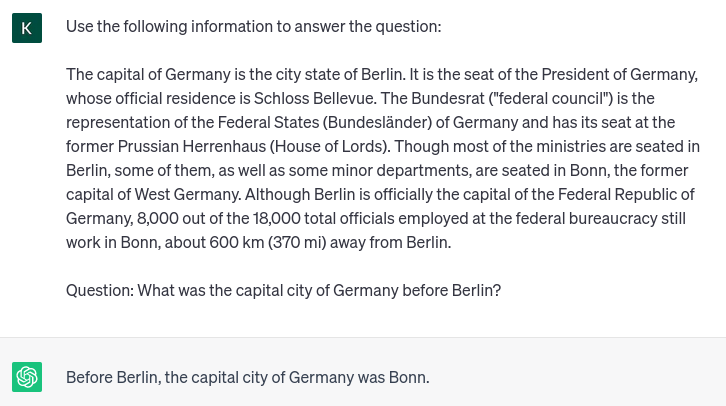 K
Use the following information to answer the question:
The capital of Germany is the city state of Berlin. It is the seat of the President of Germany,
whose official residence is Schloss Bellevue. The Bundesrat ("federal council") is the
representation of the Federal States (Bundesländer) of Germany and has its seat at the
former Prussian Herrenhaus (House of Lords). Though most of the ministries are seated in
Berlin, some of them, as well as some minor departments, are seated in Bonn, the former
capital of West Germany. Although Berlin is officially the capital of the Federal Republic of
Germany, 8,000 out of the 18,000 total officials employed at the federal bureaucracy still
work in Bonn, about 600 km (370 mi) away from Berlin.
Question: What was the capital city of Germany before Berlin?
Before Berlin, the capital city of Germany was Bonn.